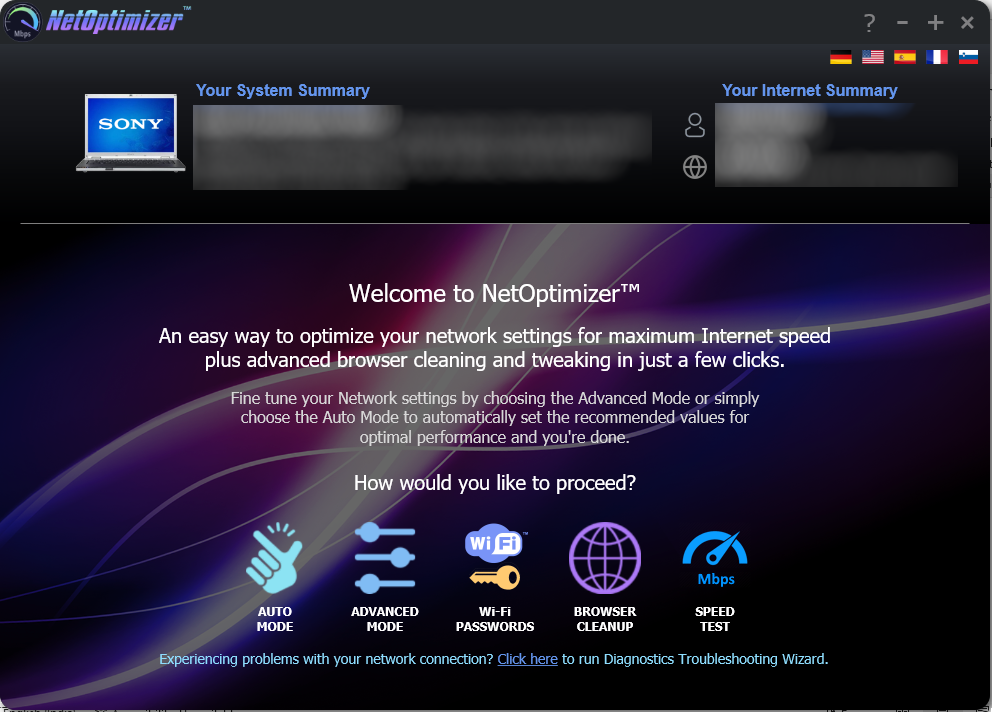 NetOptimizer™
Mbps
Your System Summary
Your Internet Summary
SONY
Welcome to NetOptimizer™
An easy way to optimize your network settings for maximum Internet speed
plus advanced browser cleaning and tweaking in just a few clicks.
Fine tune your Network settings by choosing the Advanced Mode or simply
choose the Auto Mode to automatically set the recommended values for
optimal performance and you're done.
How would you like to proceed?
WiFi™
Mbps
AUTO
MODE
ADVANCED
MODE
Wi-Fi
PASSWORDS
BROWSER
CLEANUP
SPEED
TEST
Experiencing problems with your network connection? Click here to run Diagnostics Troubleshooting Wizard.